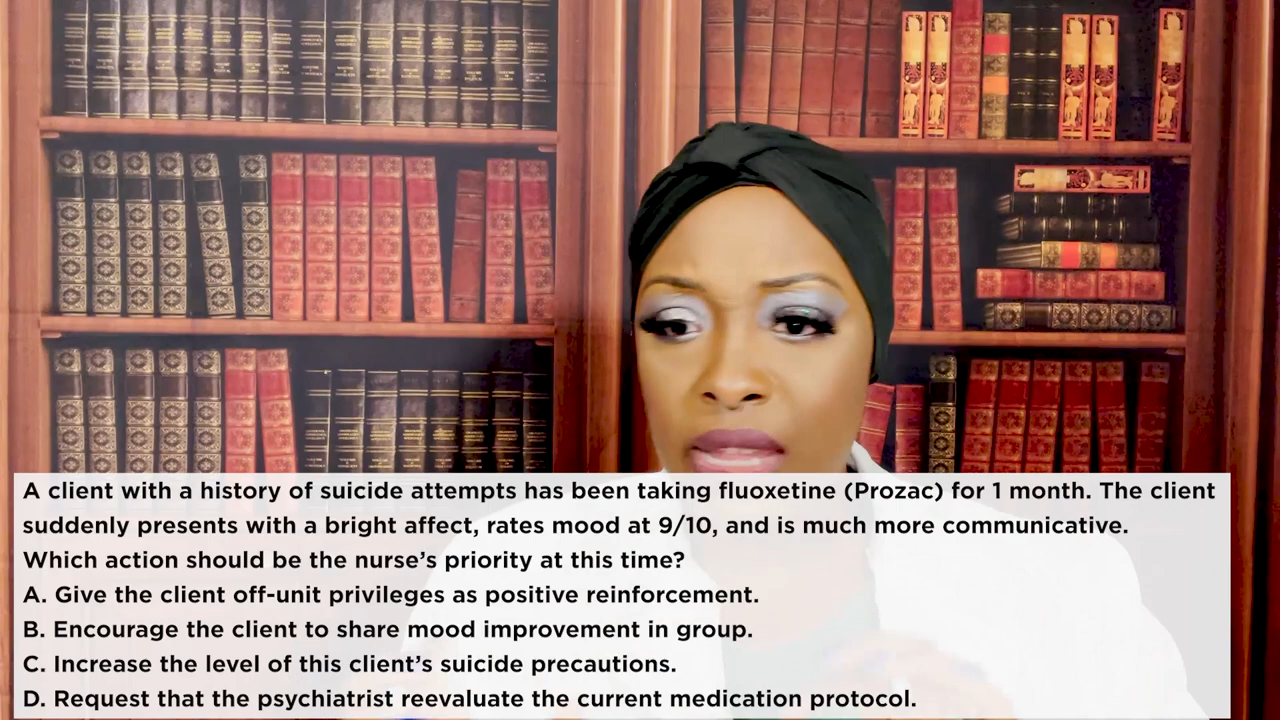 A client with a history of suicide attempts has been taking fluoxetine (Prozac) for 1 month. The client
suddenly presents with a bright affect, rates mood at 9/10, and is much more communicative.
Which action should be the nurse’s priority at this time?
A. Give the client off-unit privileges as positive reinforcement.
B. Encourage the client to share mood improvement in group.
C. Increase the level of this client’s suicide precautions.
D. Request that the psychiatrist reevaluate the current medication protocol.